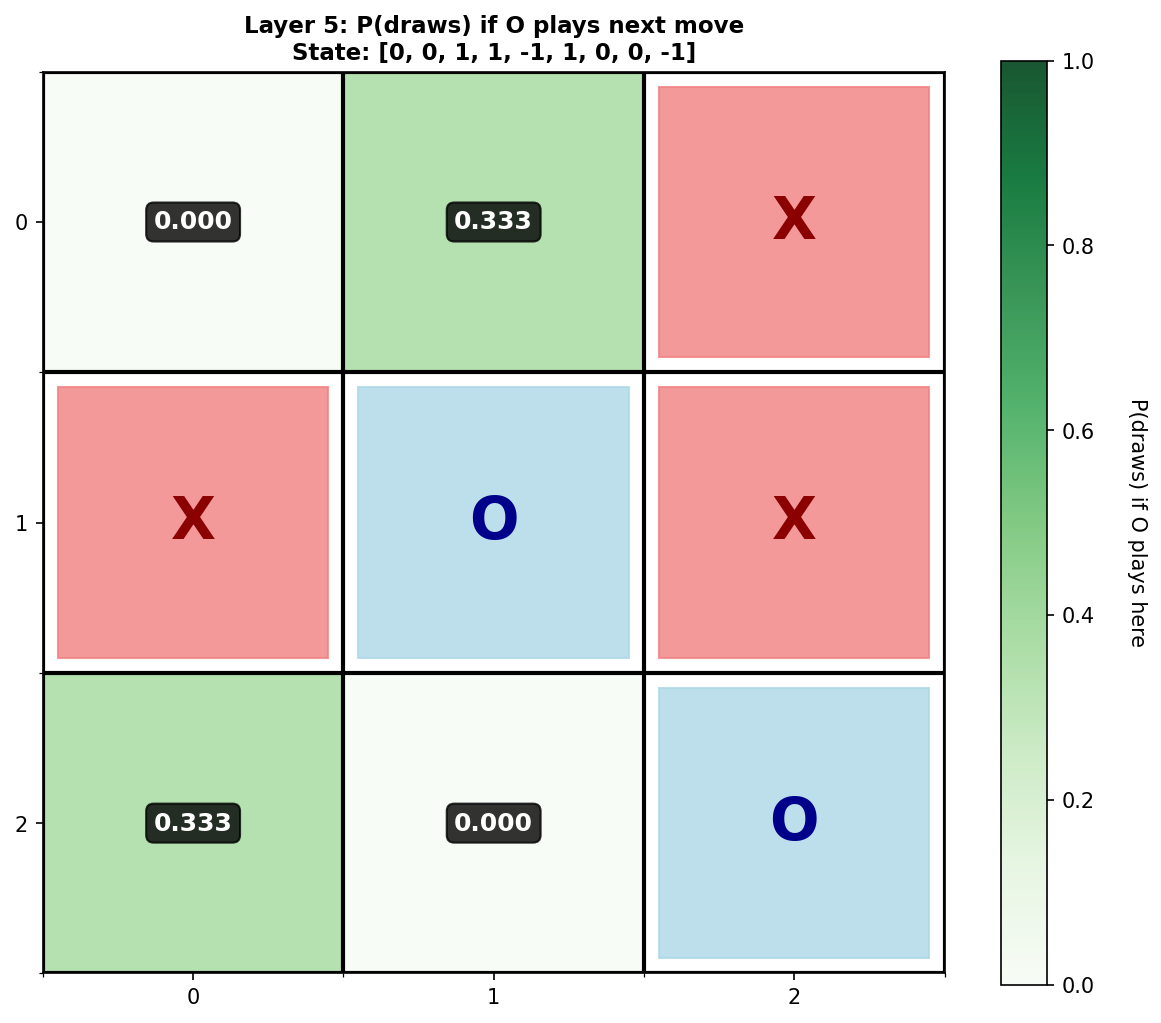 Layer 5: P(draws) if O plays next move
State: [0, 0, 1, 1, -1, 1, 0, 0, -1]
0.000
0.333
X
X
O
X
0.333
0.000
O
0
1
2
0
1
2
1.0
0.8
0.6
0.4
0.2
0.0
P(draws) if O plays here